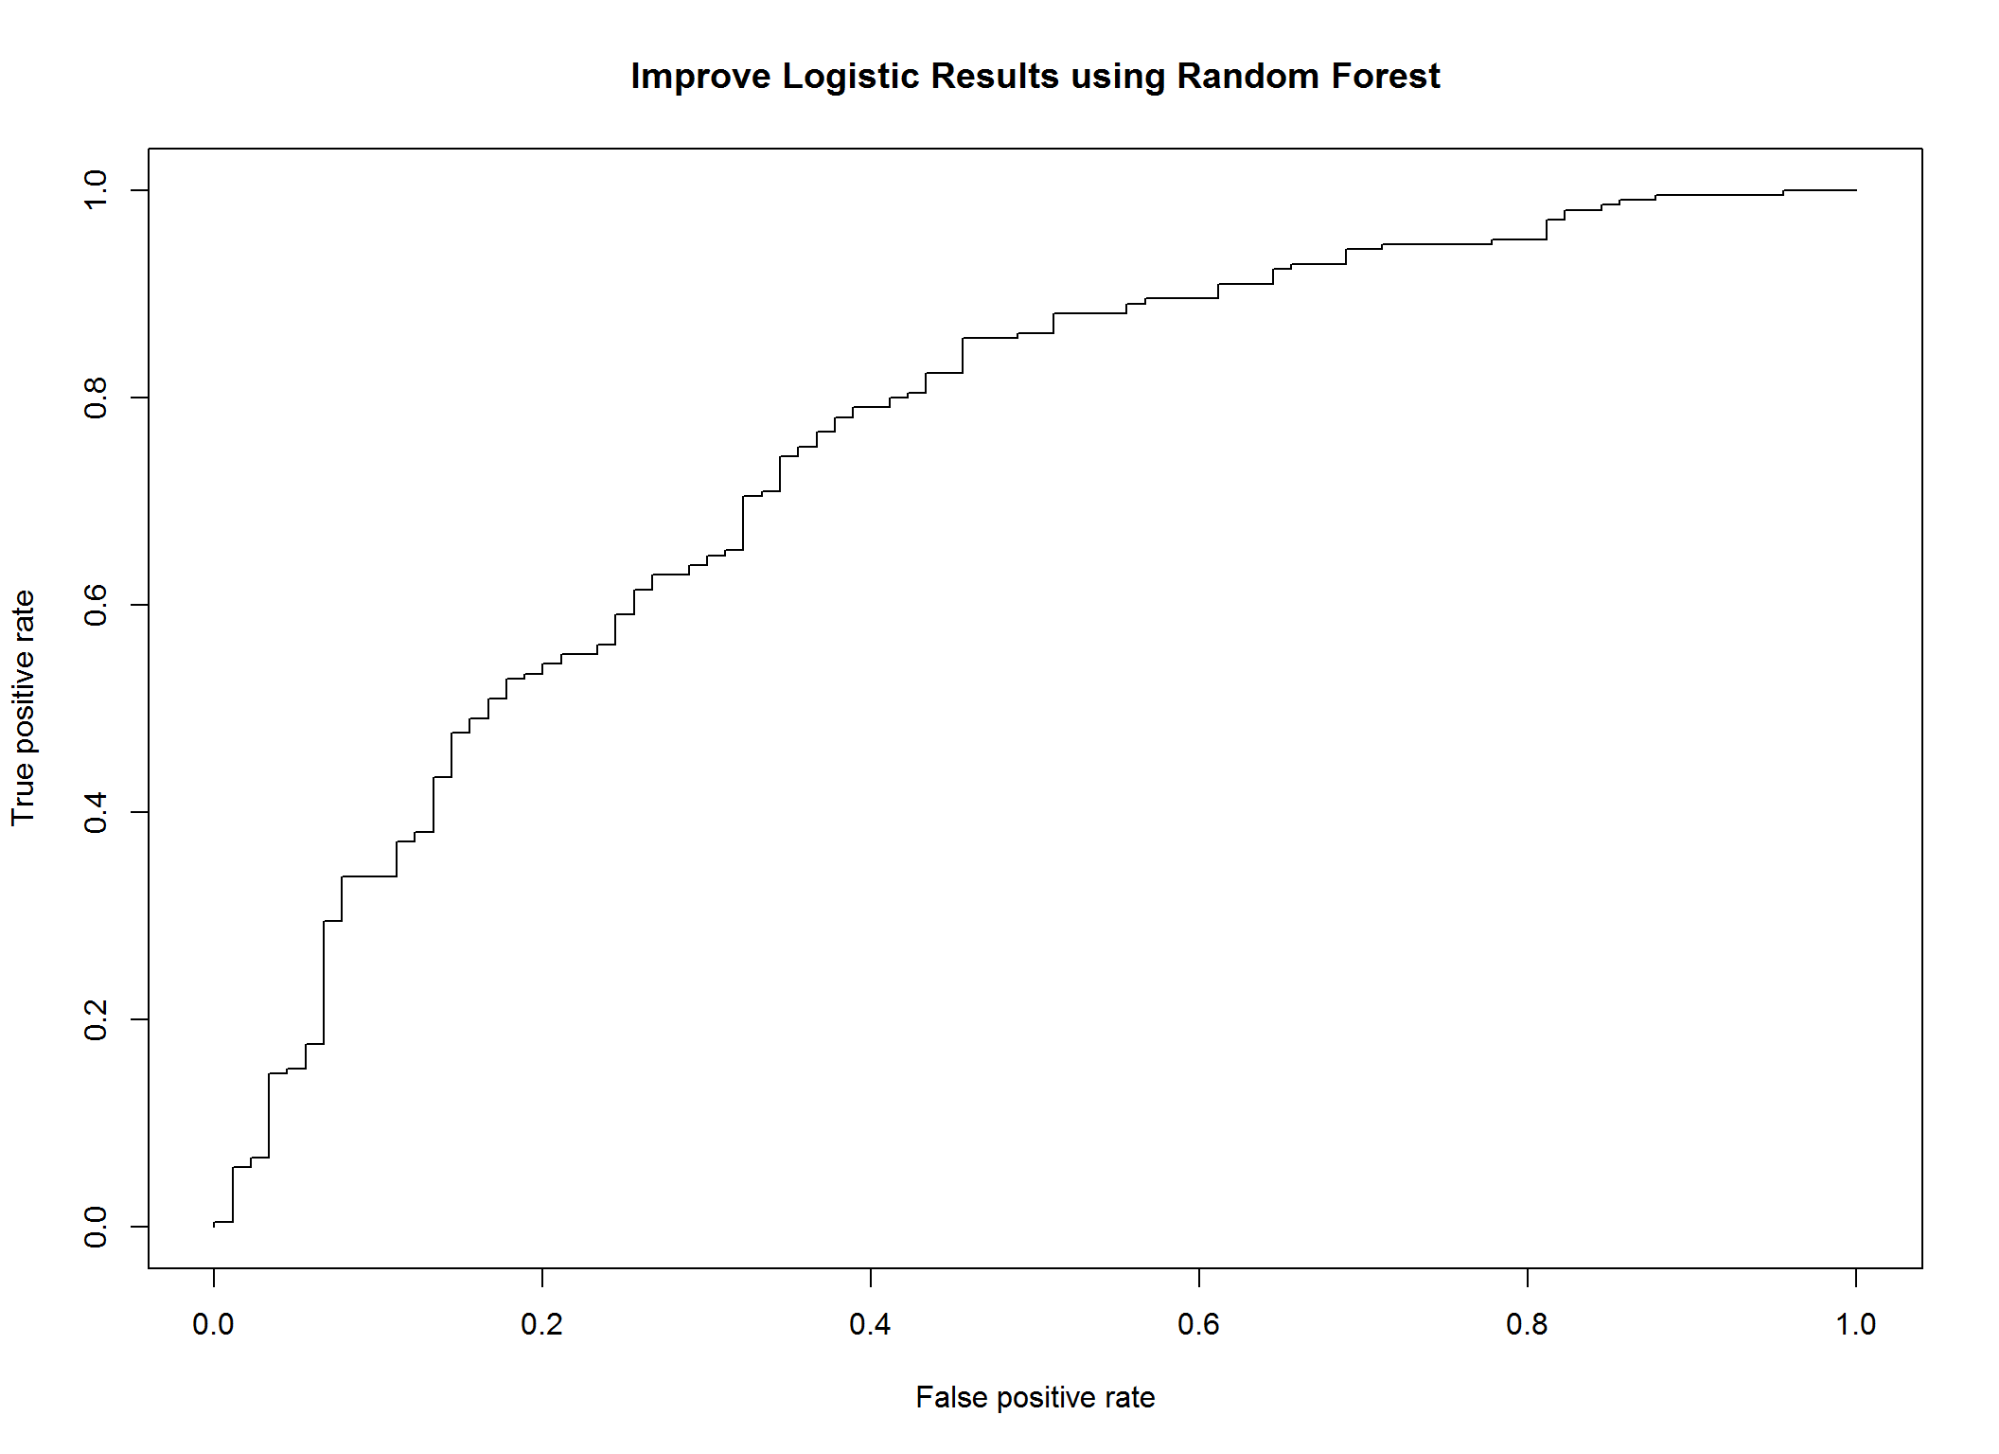 Improve Logistic Results using Random Forest
True positive rate
1.0
0.8
0.6
0.4
0.2
0.0
0.0 0.2 0.4 0.6 0.8 1.0
False positive rate